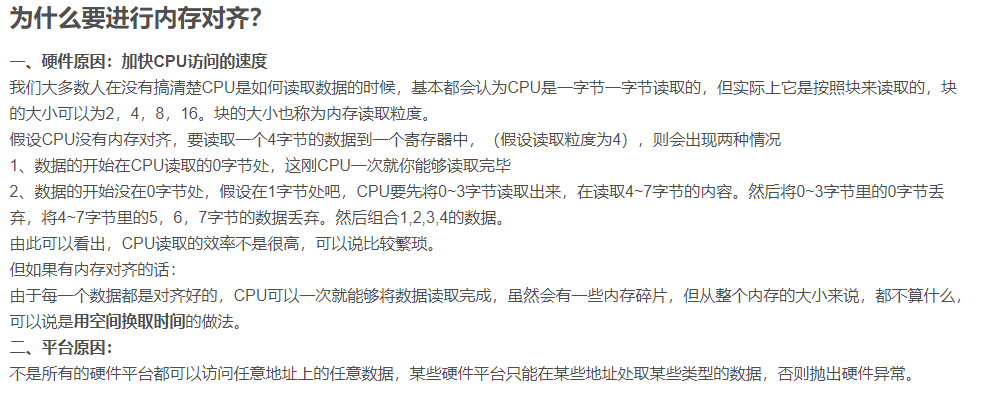 为什么要进行内存对齐？
一、硬件原因：加快CPU访问的速度
我们大多数人在没有搞清楚CPU是如何读取数据的时候，基本都会认为CPU是一字节一字节读取的，但实际上它是按照块来读取的，块
的大小可以为2，4，8，16。块的大小也称为内存读取粒度。
假设CPU没有内存对齐，要读取一个4字节的数据到一个寄存器中，（假设读取粒度为4），则会出现两种情况
1、数据的开始在CPU读取的0字节处，这刚CPU一次就你能够读取完毕
2、数据的开始没在0字节处，假设在1字节处吧，CPU要先将0~3字节读取出来，在读取4~7字节的内容。然后将0~3字节里的0字节丢
弃，将4~7字节里的5，6，7字节的数据丢弃。然后组合1,2,3,4的数据。
由此可以看出，CPU读取的效率不是很高，可以说比较繁琐。
但如果有内存对齐的话：
由于每一个数据都是对齐好的，CPU可以一次就能够将数据读取完成，虽然会有一些内存碎片，但从整个内存的大小来说，都不算什么，
可以说是用空间换取时间的做法。
二、平台原因：
不是所有的硬件平台都可以访问任意地址上的任意数据，某些硬件平台只能在某些地址处取某些类型的数据，否则抛出硬件异常。